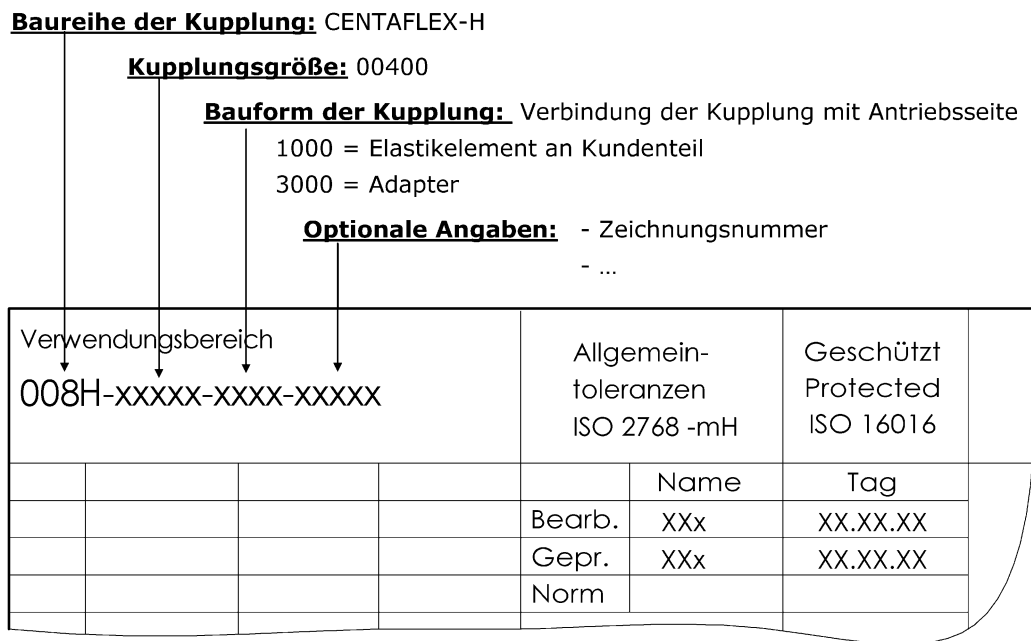 Baureihe der Kupplung: CENTAFLEX-H
Kupplungsgröße: 00400
Bauform der Kupplung: Verbindung der Kupplung mit Antriebsseite
1000 = Elastikelement an Kundenteil
3000 = Adapter
Optionale Angaben: - Zeichnungsnummer
- ...
Verwendungsbereich
008H-xxxxx-xxxx-xxxxx
Allgemein-
toleranzen
ISO 2768 -mH
Geschützt
Protected
ISO 16016
Name Tag
Bearb. XXx XX.XX.XX
Gepr. XXx XX.XX.XX
Norm